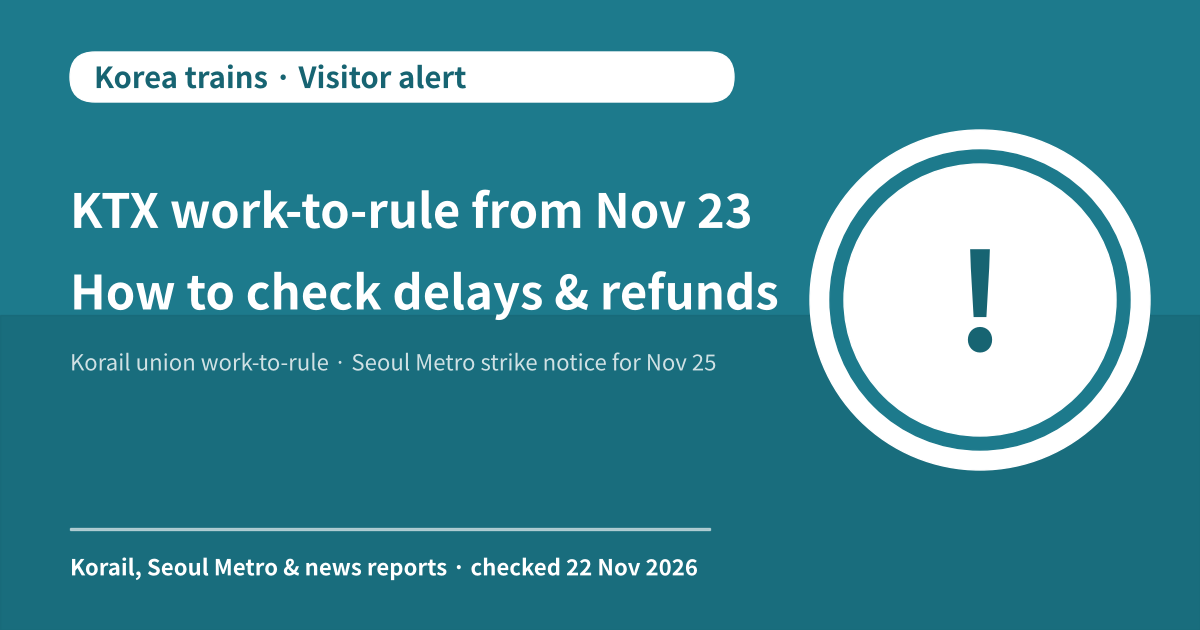 Korea trains · Visitor alert
KTX work-to-rule from Nov 23
How to check delays & refunds
Korail union work-to-rule · Seoul Metro strike notice for Nov 25
!
Korail, Seoul Metro & news reports · checked 22 Nov 2026